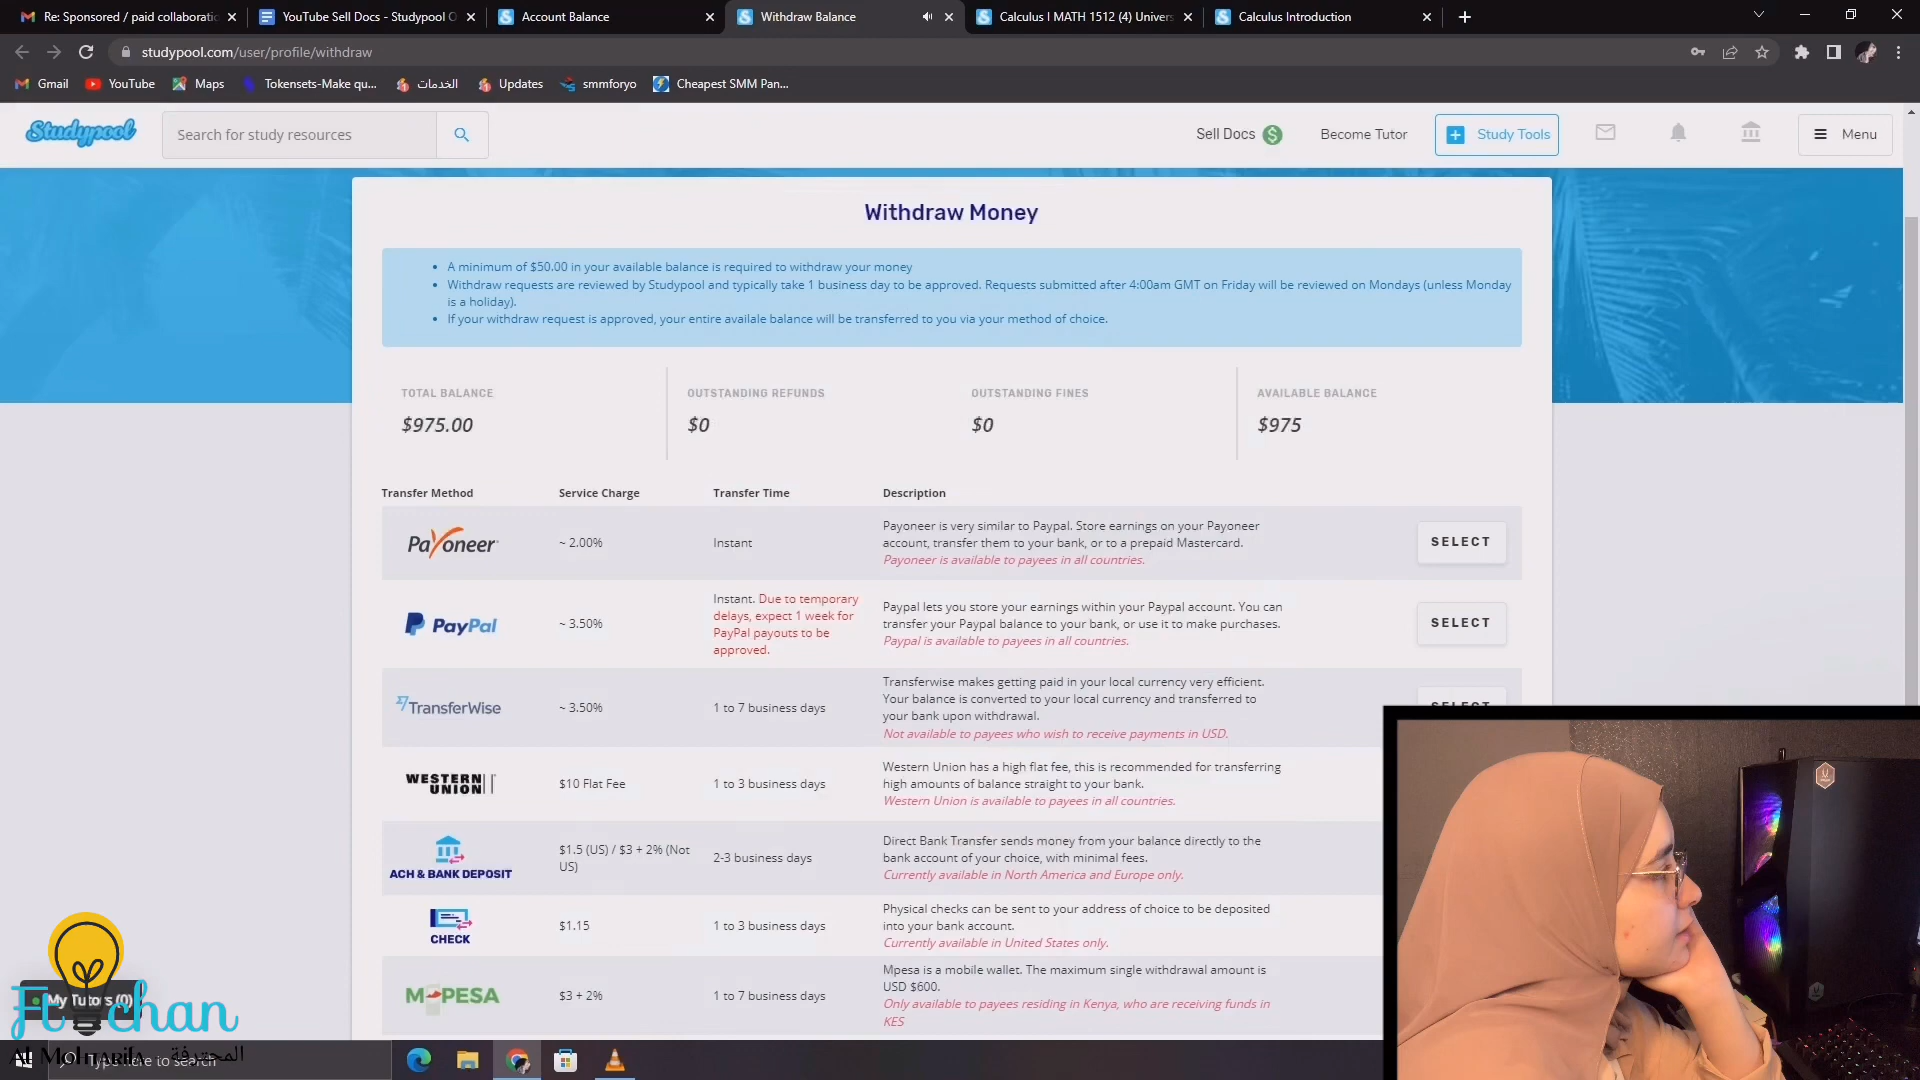 Re: Sponsored / paid collaboratio
YouTube Sell Docs - Studypool O
Account Balance
Withdraw Balance
Calculus I MATH 1512 (4) Univers
Calculus Introduction
studypool.com/user/profile/withdraw
Gmail
YouTube
Maps
Tokensets-Make qu...
الخدمات
Updates
smmforyo
Cheapest SMM Pan...
Studypool
Search for study resources
Sell Docs
Become Tutor
Study Tools
Menu
Withdraw Money
• A minimum of $50.00 in your available balance is required to withdraw your money
• Withdraw requests are reviewed by Studypool and typically take 1 business day to be approved. Requests submitted after 4:00am GMT on Friday will be reviewed on Mondays (unless Monday
is a holiday).
• If your withdraw request is approved, your entire availale balance will be transferred to you via your method of choice.
TOTAL BALANCE
OUTSTANDING REFUNDS
OUTSTANDING FINES
AVAILABLE BALANCE
$975.00
$0
$0
$975
Transfer Method
Service Charge
Transfer Time
Description
Payoneer
~ 2.00%
Instant
Payoneer is very similar to Paypal. Store earnings on your Payoneer
account, transfer them to your bank, or to a prepaid Mastercard.
Payoneer is available to payees in all countries.
SELECT
PayPal
~ 3.50%
Instant. Due to temporary
delays, expect 1 week for
PayPal payouts to be
approved.
Paypal lets you store your earnings within your Paypal account. You can
transfer your Paypal balance to your bank, or use it to make purchases.
Paypal is available to payees in all countries.
SELECT
TransferWise
~ 3.50%
1 to 7 business days
Transferwise makes getting paid in your local currency very efficient.
Your balance is converted to your local currency and transferred to
your bank upon withdrawal.
Not available to payees who wish to receive payments in USD.
SELECT
WESTERN
UNION
$10 Flat Fee
1 to 3 business days
Western Union has a high flat fee, this is recommended for transferring
high amounts of balance straight to your bank.
Western Union is available to payees in all countries.
ACH & BANK DEPOSIT
$1.5 (US) / $3 + 2% (Not
US)
2-3 business days
Direct Bank Transfer sends money from your balance directly to the
bank account of your choice, with minimal fees.
Currently available in North America and Europe only.
CHECK
$1.15
1 to 3 business days
Physical checks can be sent to your address of choice to be deposited
into your bank account.
Currently available in United States only.
M-PESA
$3 + 2%
1 to 7 business days
Mpesa is a mobile wallet. The maximum single withdrawal amount is
USD $600.
Only available to payees residing in Kenya, who are receiving funds in
KES
My Tutors (0)
Ft chan
Al Mohtarifa المحترفة
Type here to search